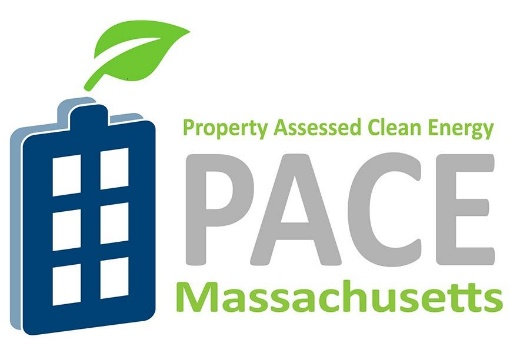 Property Assessed Clean Energy
PACE
Massachusetts